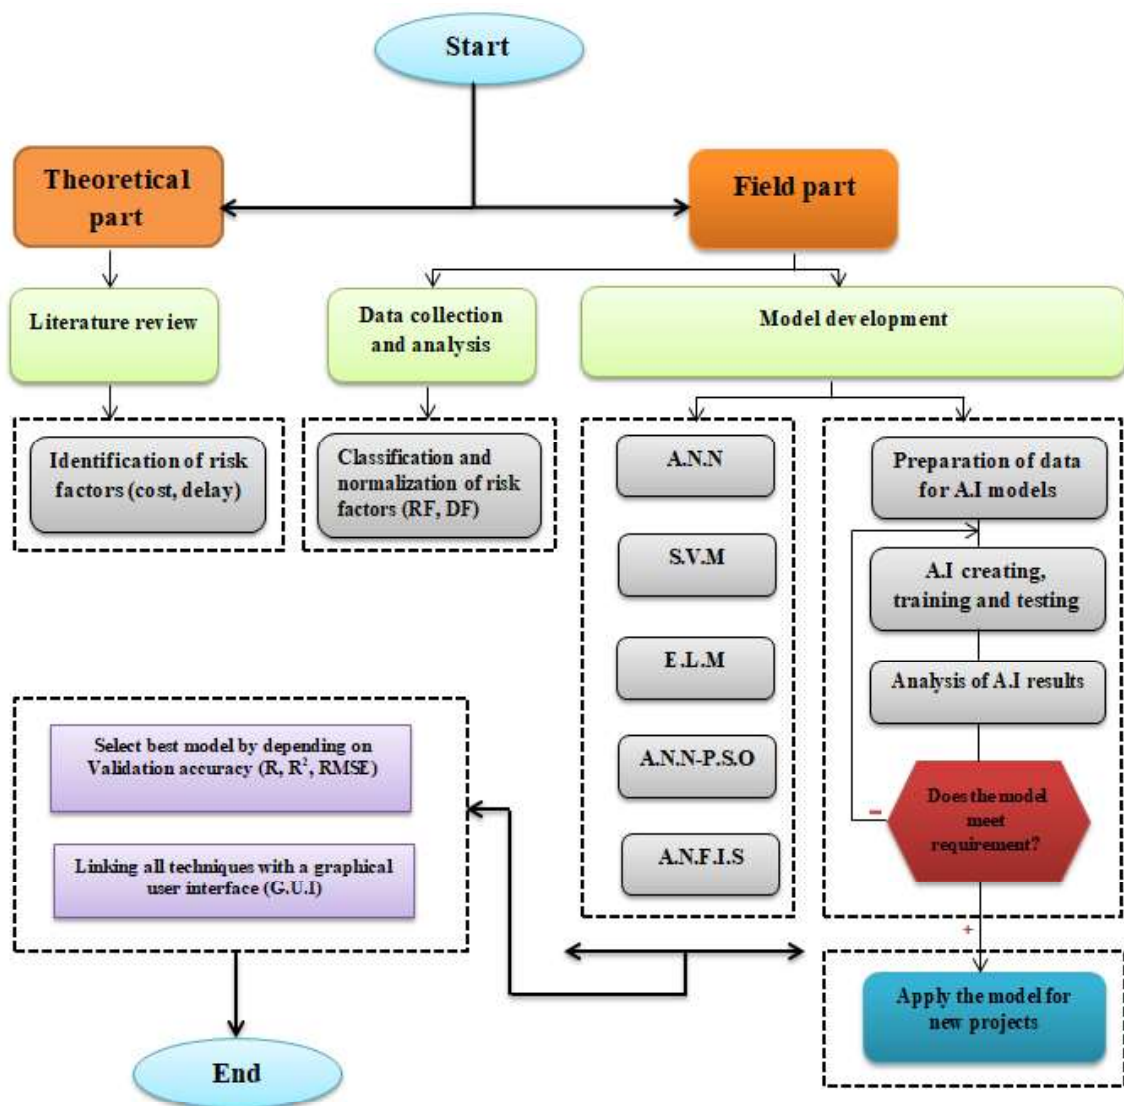 Start
Theoretical
part
Field part
Literature review
Data collection
and analysis
Model development
Identification of risk
factors (cost, delay)
Classification and
normalization of risk
factors (RF, DF)
A.N.N
S.V.M
E.L.M
A.N.N-P.S.O
A.N.F.I.S
Preparation of data
for A.I models
A.I creating,
training and testing
Analysis of A.I results
Does the model
meet
requirement?
–
+
Apply the model for
new projects
Select best model by depending on
Validation accuracy (R, R², RMSE)
Linking all techniques with a graphical
user interface (G.U.I)
End